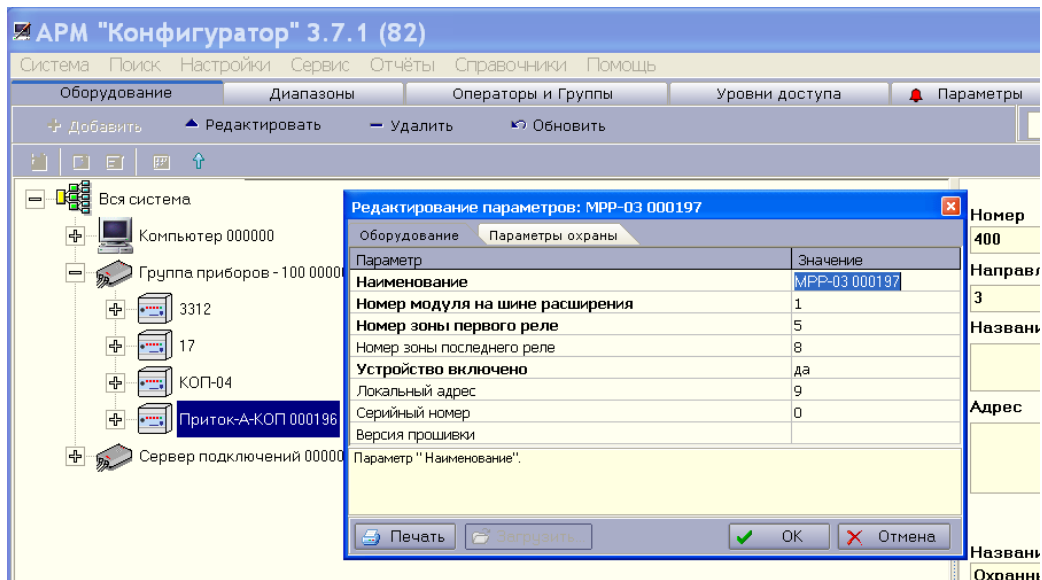 АРМ "Конфигуратор" 3.7.1 (82)
Система Поиск Настройки Сервис Отчёты Справочники Помощь
Оборудование Диапазоны Операторы и Группы Уровни доступа Параметры
Добавить Редактировать Удалить Обновить
Вся система
Компьютер 000000
Группа приборов - 100 0000
3312
17
КОП-04
Приток-А-КОП 000196
Сервер подключений 00000
Редактирование параметров: МРР-03 000197
Оборудование Параметры охраны
Параметр Значение
Наименование МРР-03 000197
Номер модуля на шине расширения 1
Номер зоны первого реле 5
Номер зоны последнего реле 8
Устройство включено да
Локальный адрес 9
Серийный номер 0
Версия прошивки
Параметр "Наименование".
Печать Загрузить... OK Отмена
Номер
400
Направл
3
Названи
Адрес
Названи
Охранн